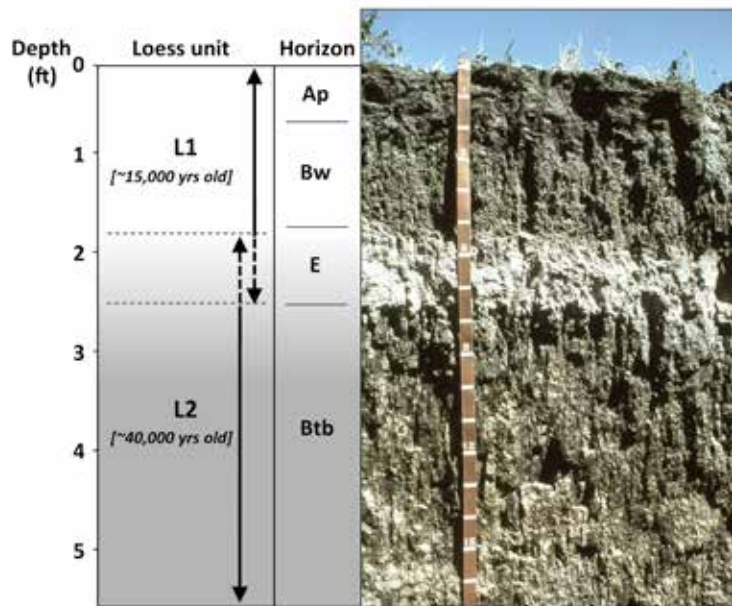 Depth
(ft)
Loess unit
Horizon
0
Ap
1
L1
[~15,000 yrs old]
Bw
2
E
3
L2
[~40,000 yrs old]
Btb
4
5